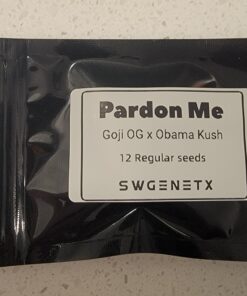 Pardon Me
Goji OG x Obama Kush
12 Regular seeds
SWGENETX